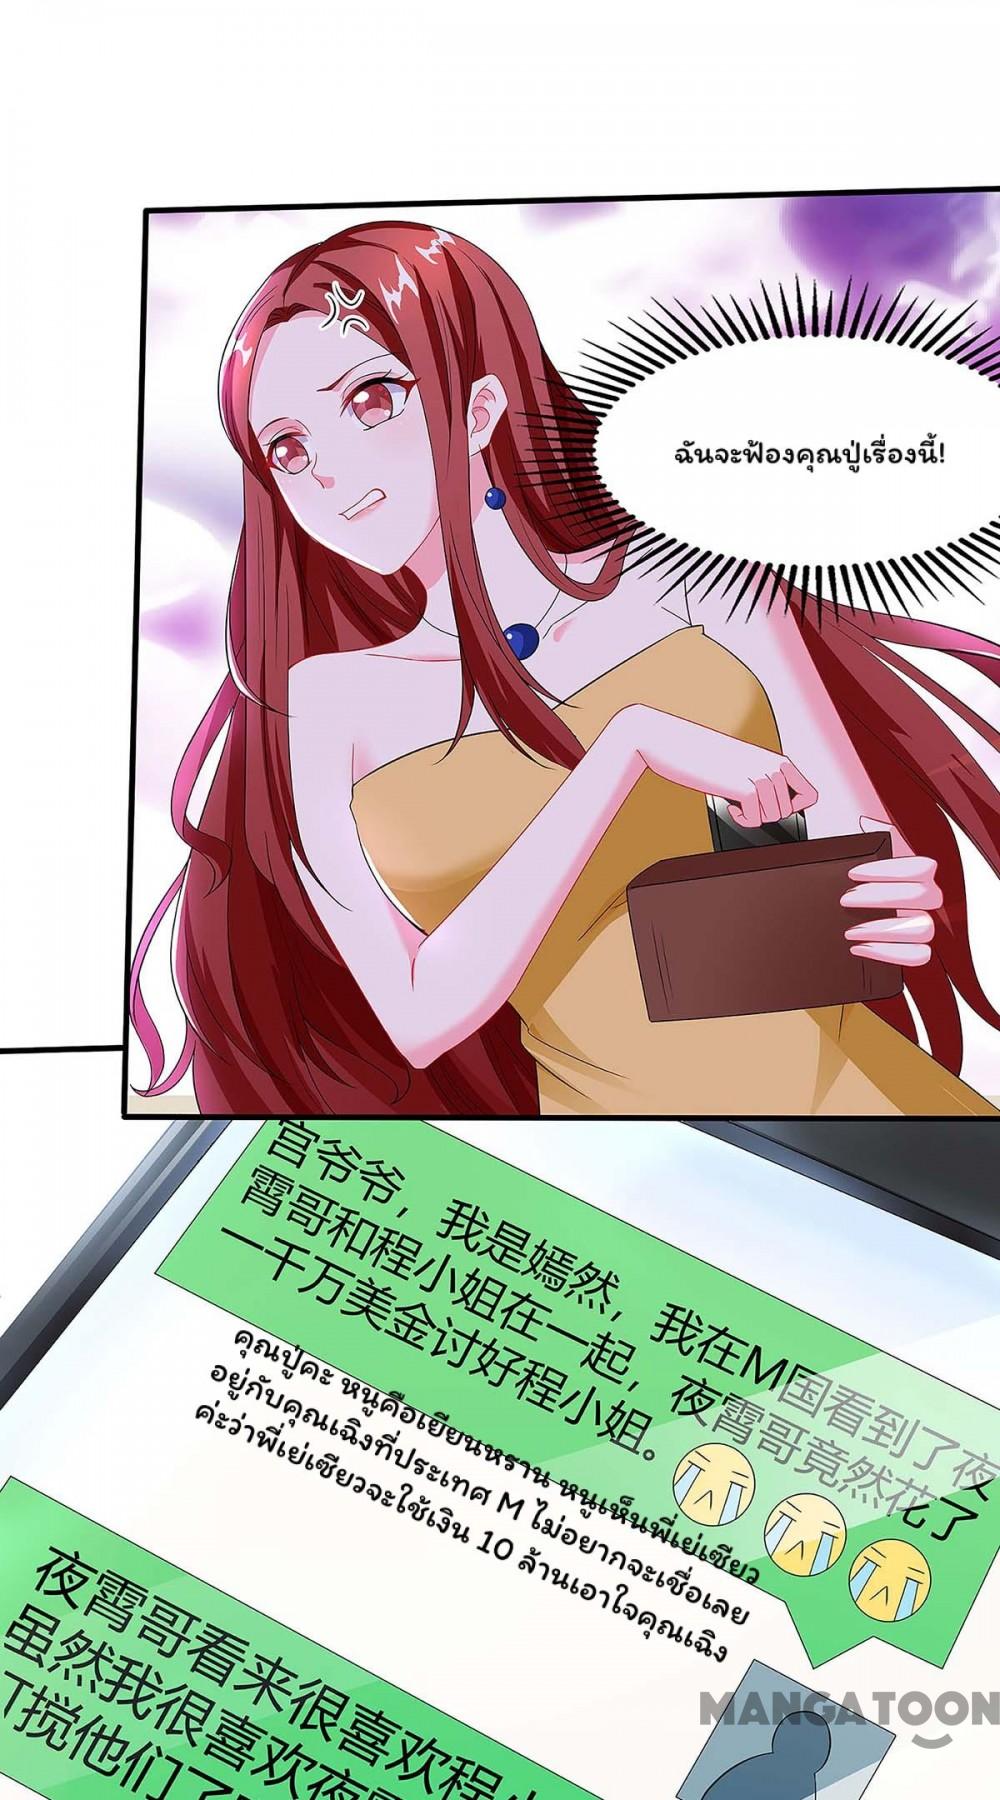 ฉันจะฟ้องคุณปู่เรื่องนี้!
宫爷爷，我是嫣然，我在M国看到了夜
霄哥和程小姐在一起，夜霄哥竟然花了
一千万美金讨好程小姐。
คุณปู่คะ หนูคือเยียนหราน หนูเห็นพี่เย่เซียว
อยู่กับคุณเฉิงที่ประเทศ M ไม่อยากจะเชื่อเลย
ค่ะว่าพี่เย่เซียวจะใช้เงิน 10 ล้านเอาใจคุณเฉิง
夜霄哥看来很喜欢程
虽然我很喜欢夜
搅他们了
MANGATOON